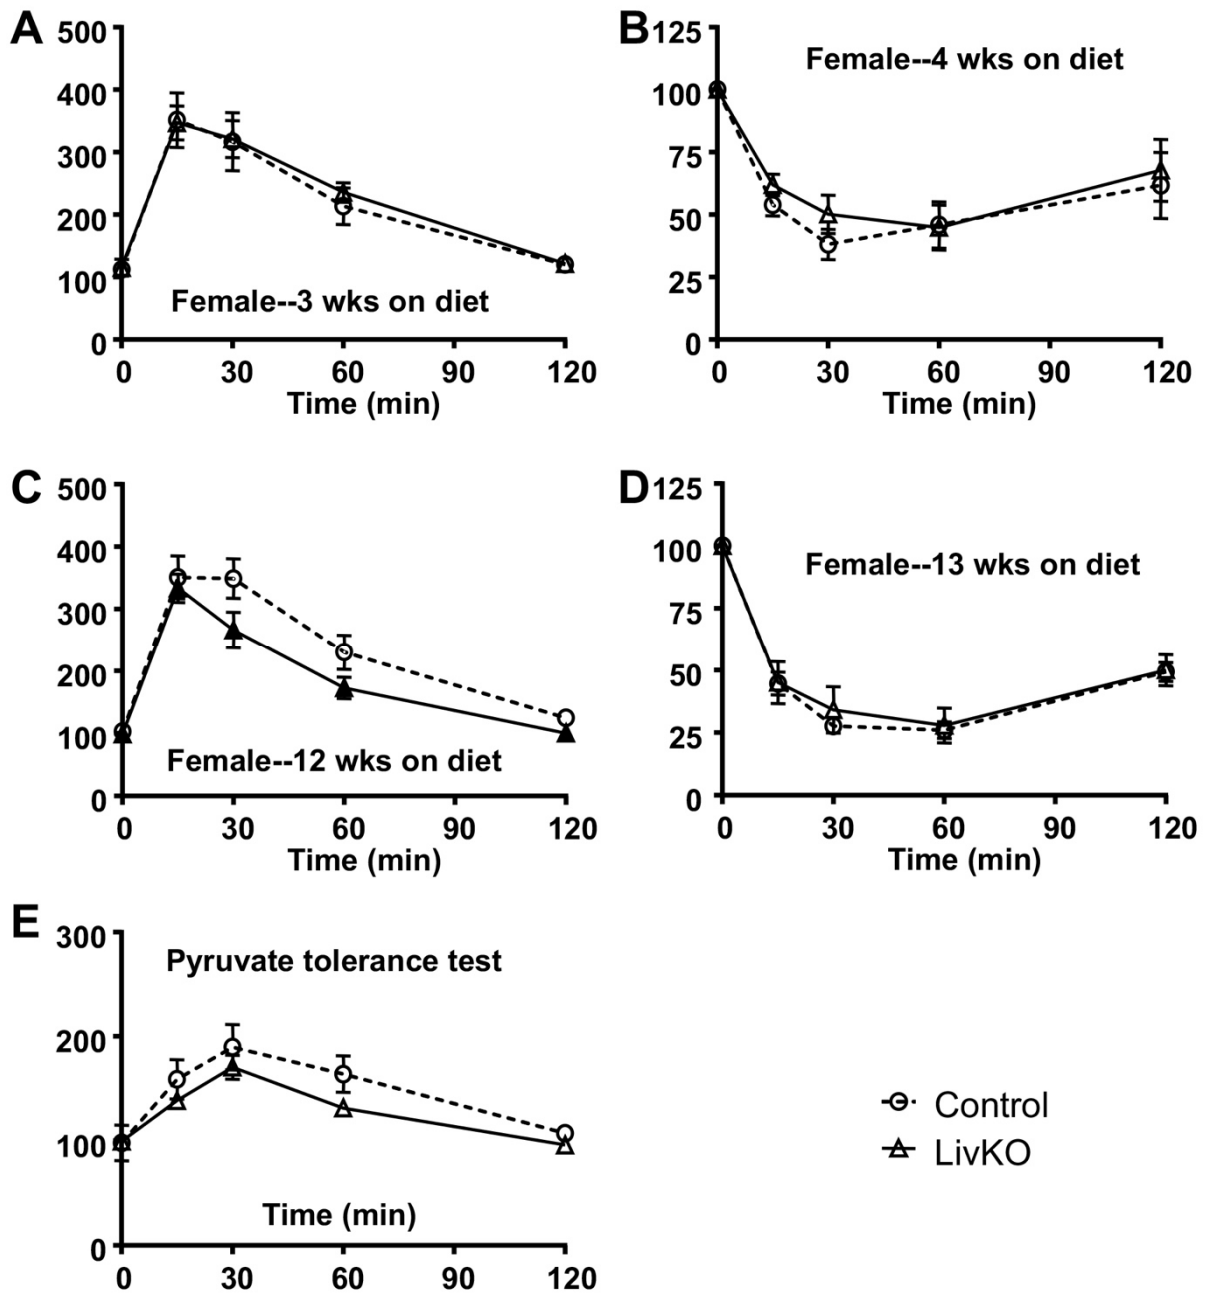 A
500
400
300
200
100
0
Female--3 wks on diet
0 30 60 90 120
Time (min)
B
125
100
75
50
25
0
Female--4 wks on diet
0 30 60 90 120
Time (min)
C
500
400
300
200
100
0
Female--12 wks on diet
0 30 60 90 120
Time (min)
D
125
100
75
50
25
0
Female--13 wks on diet
0 30 60 90 120
Time (min)
E
300
200
100
0
Pyruvate tolerance test
Time (min)
0 30 60 90 120
Control
LivKO